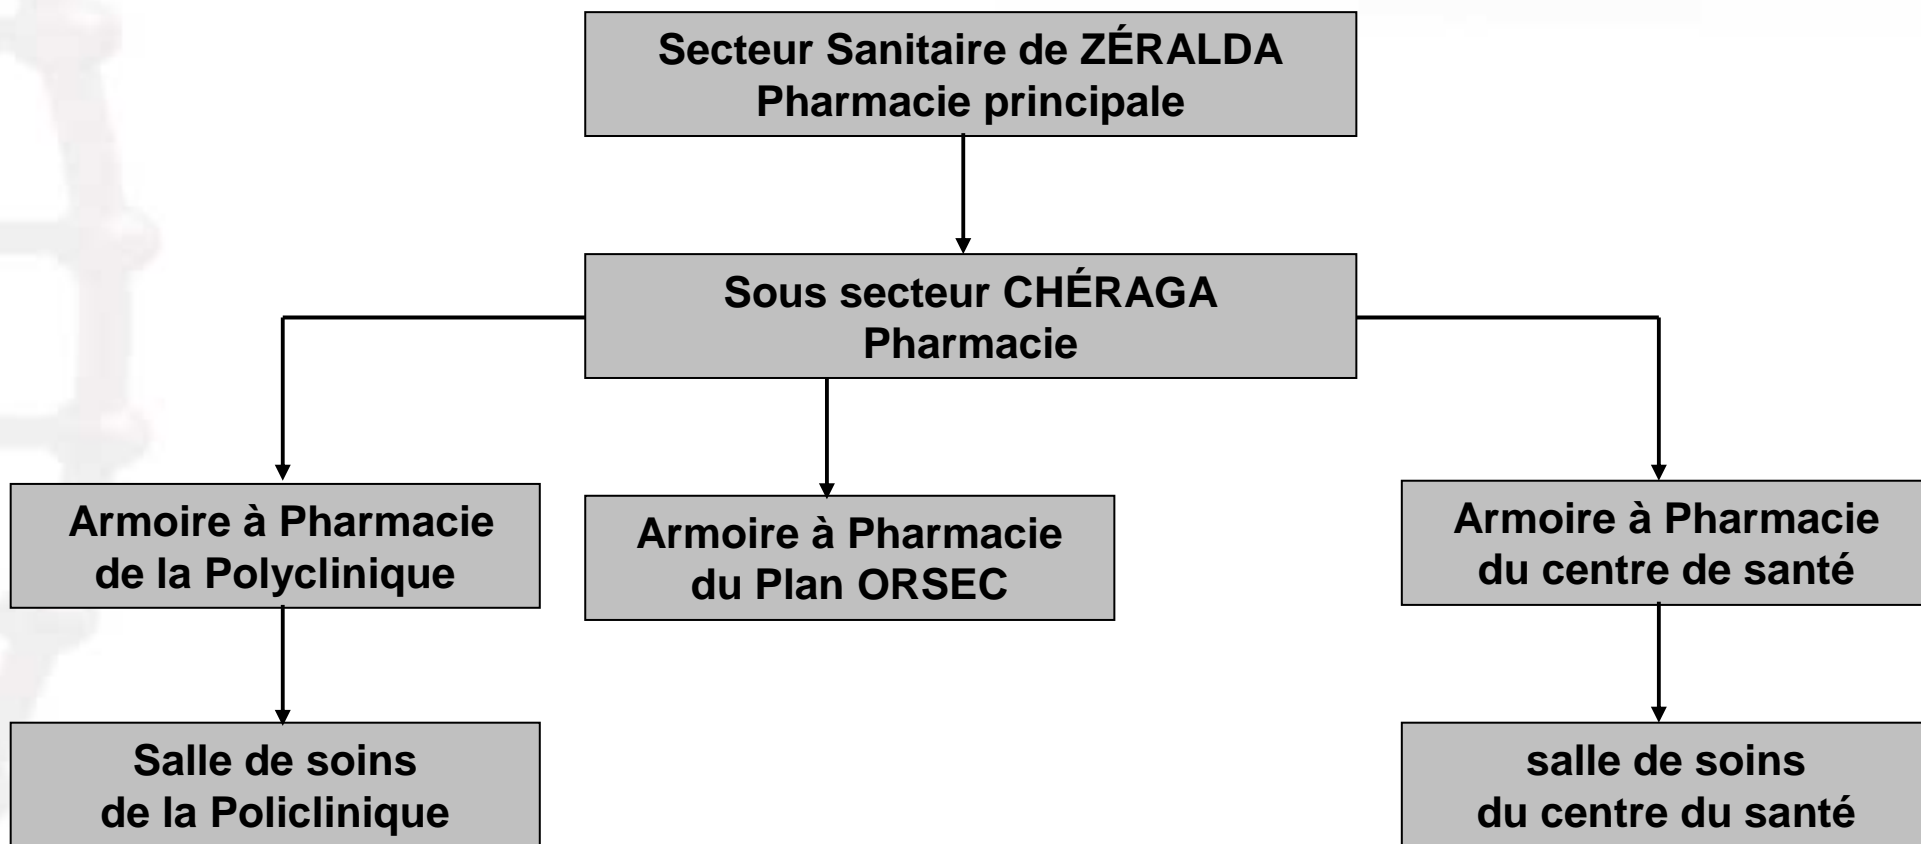 Secteur Sanitaire de ZÉRALDA
Pharmacie principale
Sous secteur CHÉRAGA
Pharmacie
Armoire à Pharmacie
de la Polyclinique
Armoire à Pharmacie
du Plan ORSEC
Armoire à Pharmacie
du centre de santé
Salle de soins
de la Policlinique
salle de soins
du centre du santé